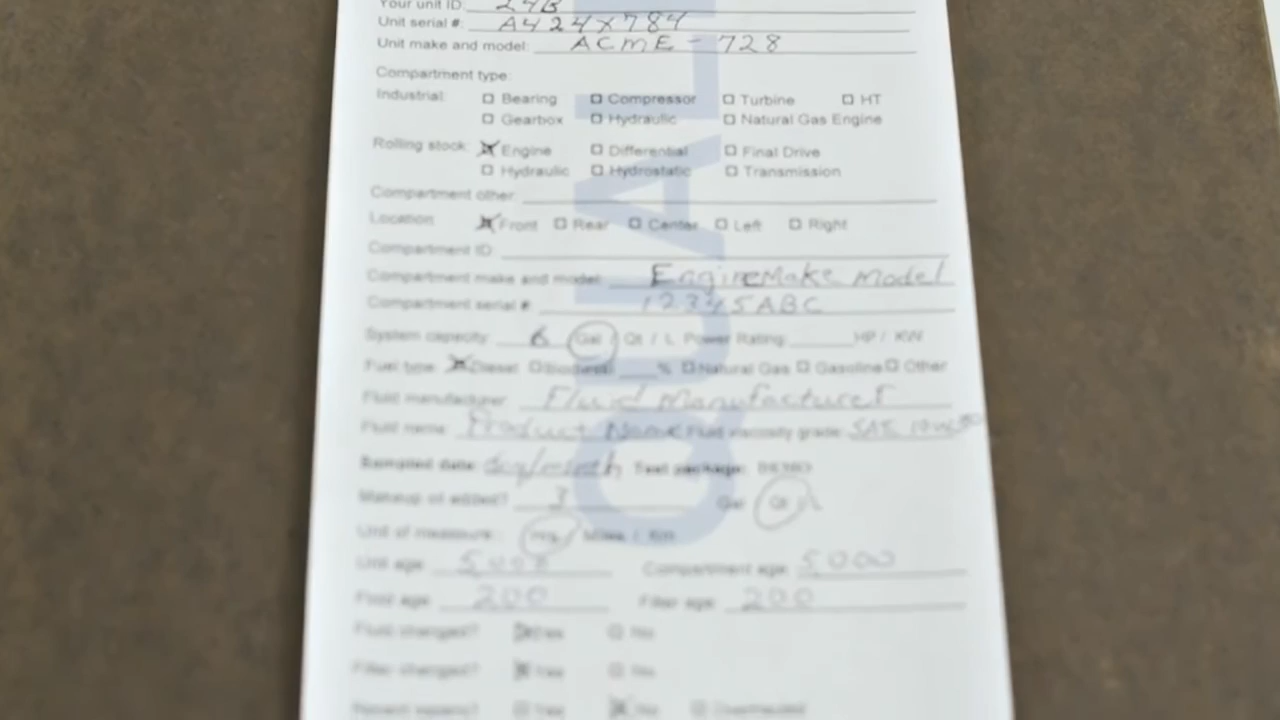 Your unit ID: 24B
Unit serial #: A424X784
Unit make and model: ACME - 728
Compartment type:
Industrial: Bearing Compressor Turbine HT
Gearbox Hydraulic Natural Gas Engine
Rolling stock: Engine Differential Final Drive
Hydraulic Hydrostatic Transmission
Compartment other:
Location: Front Rear Center Left Right
Compartment ID:
Compartment make and model: EngineMake Model
Compartment serial # 12345ABC
System capacity: 6 Gal / Qt / L Power Rating: HP / KW
Fuel type: Diesel Biodiesel % Natural Gas Gasoline Other
Fluid manufacturer: Fluid Manufacturer
Fluid name: Product Name Fluid viscosity grade: SAE
Sampled date: Test package:
Makeup oil added? 3 Gal Qt
Unit of measure: Hrs / Miles / Km
Unit age: 5000 Compartment age: 5000
Fluid age: 200 Filter age: 200
Fluid changed? Yes No
Filter changed? Yes No
Yes No Overhauled
QUAL